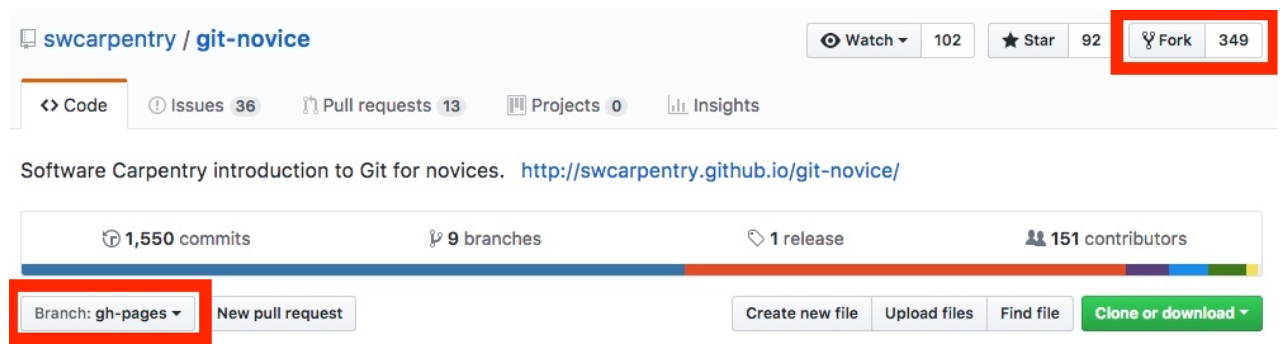 swcarpentry / git-novice Watch 102 Star 92 Fork 349
Code Issues 36 Pull requests 13 Projects 0 Insights
Software Carpentry introduction to Git for novices. http://swcarpentry.github.io/git-novice/
1,550 commits 9 branches 1 release 151 contributors
Branch: gh-pages New pull request Create new file Upload files Find file Clone or download